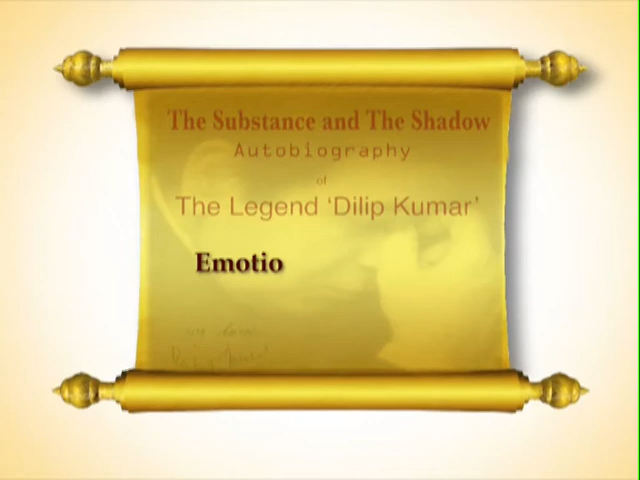 The Substance and The Shadow
Autobiography
of
The Legend ‘Dilip Kumar’
Emotio